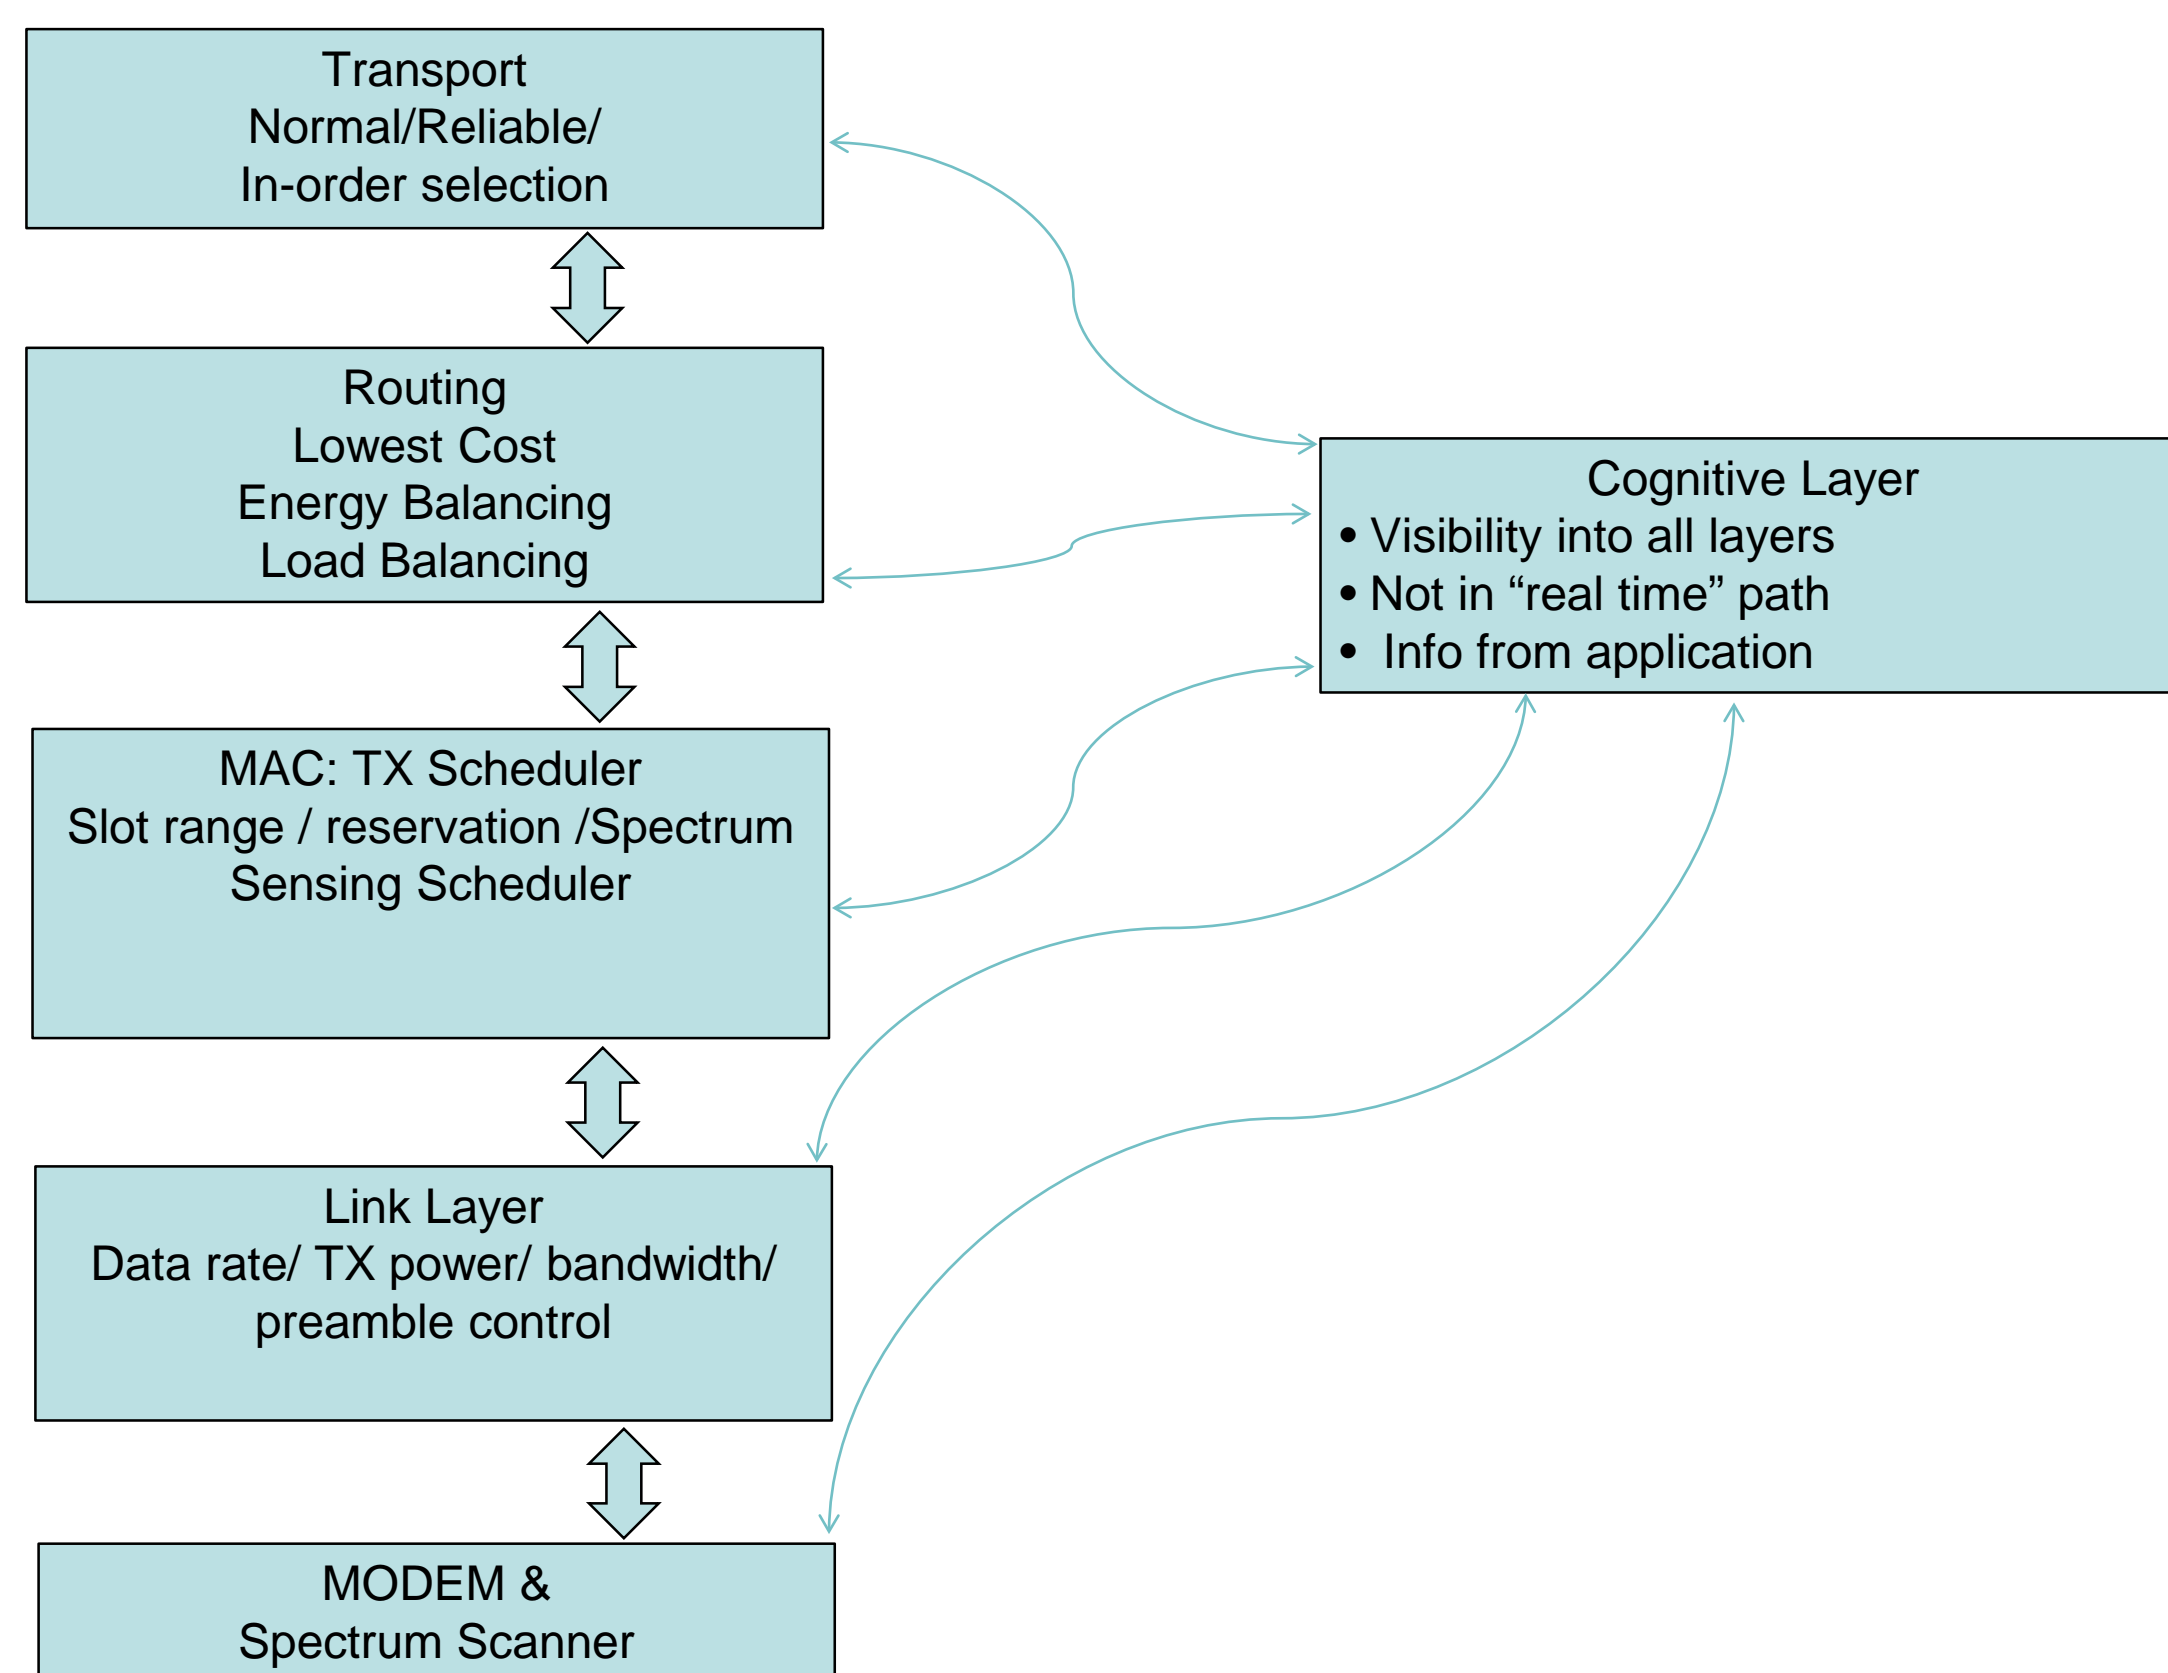 Transport
Normal/Reliable/
In-order selection
Routing
Lowest Cost
Energy Balancing
Load Balancing
Cognitive Layer
• Visibility into all layers
• Not in “real time” path
• Info from application
MAC: TX Scheduler
Slot range / reservation /Spectrum
Sensing Scheduler
Link Layer
Data rate/ TX power/ bandwidth/
preamble control
MODEM &
Spectrum Scanner